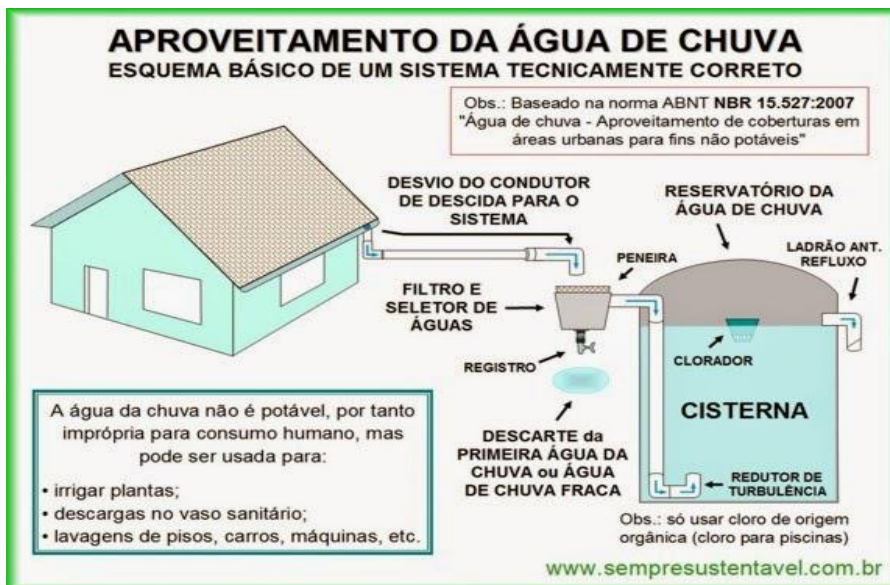 APROVEITAMENTO DA ÁGUA DE CHUVA
ESQUEMA BÁSICO DE UM SISTEMA TECNICAMENTE CORRETO
Obs.: Baseado na norma ABNT NBR 15.527:2007
"Água de chuva - Aproveitamento de coberturas em
áreas urbanas para fins não potáveis"
DESVIO DO CONDUTOR
DE DESCIDA PARA O
SISTEMA
RESERVATÓRIO DA
ÁGUA DE CHUVA
LADRÃO ANT.
REFLUXO
PENEIRA
FILTRO E
SELETOR DE
ÁGUAS
REGISTRO
CLORADOR
CISTERNA
DESCARTE da
PRIMEIRA ÁGUA DA
CHUVA ou ÁGUA
DE CHUVA FRACA
REDUTOR DE
TURBULÊNCIA
Obs.: só usar cloro de origem
orgânica (cloro para piscinas)
A água da chuva não é potável, por tanto
imprópria para consumo humano, mas
pode ser usada para:
• irrigar plantas;
• descargas no vaso sanitário;
• lavagens de pisos, carros, máquinas, etc.
www.sempresustentavel.com.br